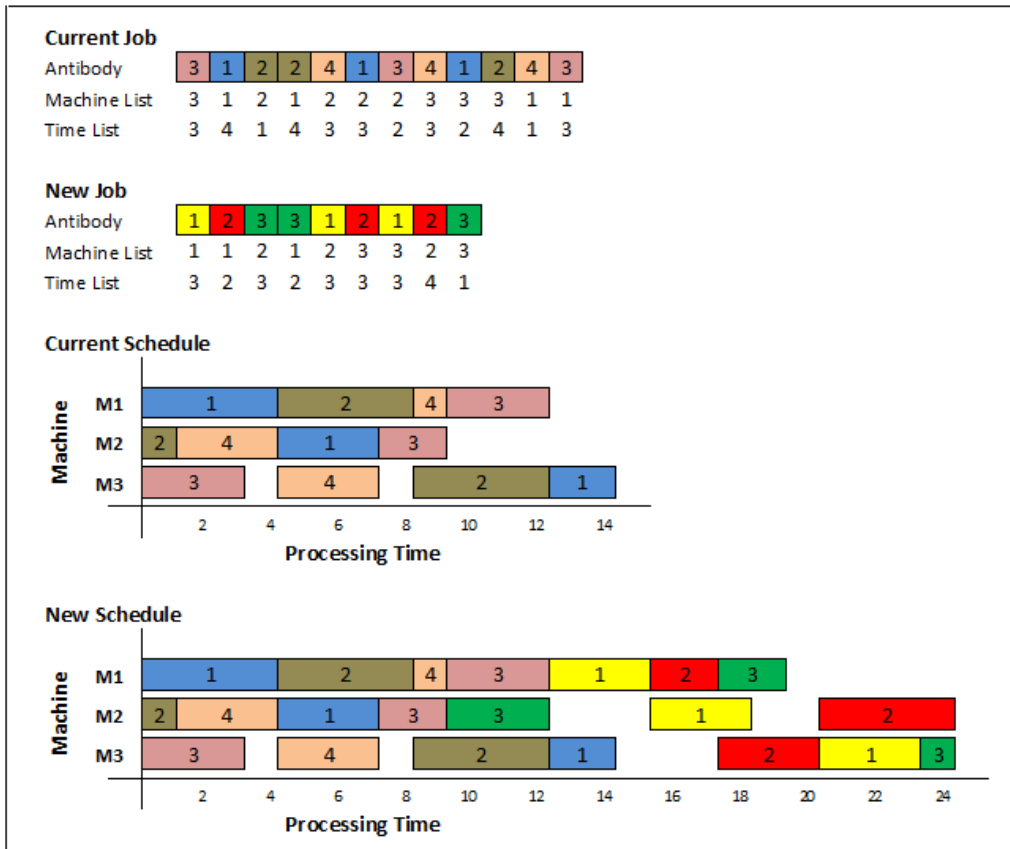 Current Job
Antibody 3 1 2 2 4 1 3 4 1 2 4 3
Machine List 3 1 2 1 2 2 2 3 3 3 1 1
Time List 3 4 1 4 3 3 2 3 2 4 1 3
New Job
Antibody 1 2 3 3 1 2 1 2 3
Machine List 1 1 2 1 2 3 3 2 3
Time List 3 2 3 2 3 3 3 4 1
Current Schedule
Machine
M1 1 2 4 3
M2 2 4 1 3
M3 3 4 2 1
2 4 6 8 10 12 14
Processing Time
New Schedule
Machine
M1 1 2 4 3 1 2 3
M2 2 4 1 3 3 1 2
M3 3 4 2 1 2 1 3
2 4 6 8 10 12 14 16 18 20 22 24
Processing Time